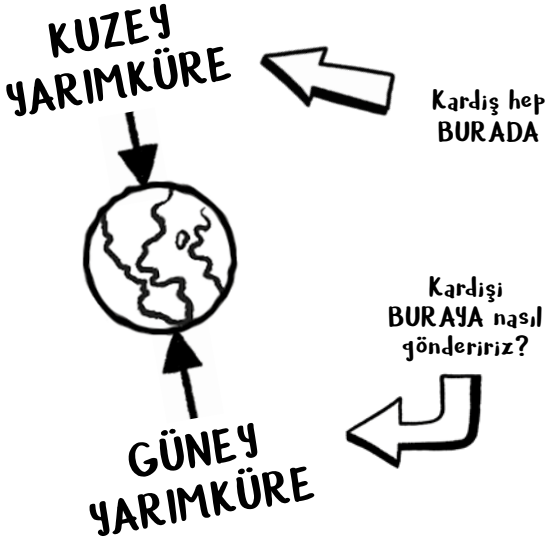 KUZEY
YARIMKÜRE
Kardiş hep
BURADA
Kardişi
BURAYA nasıl
göndeririz?
GÜNEY
YARIMKÜRE